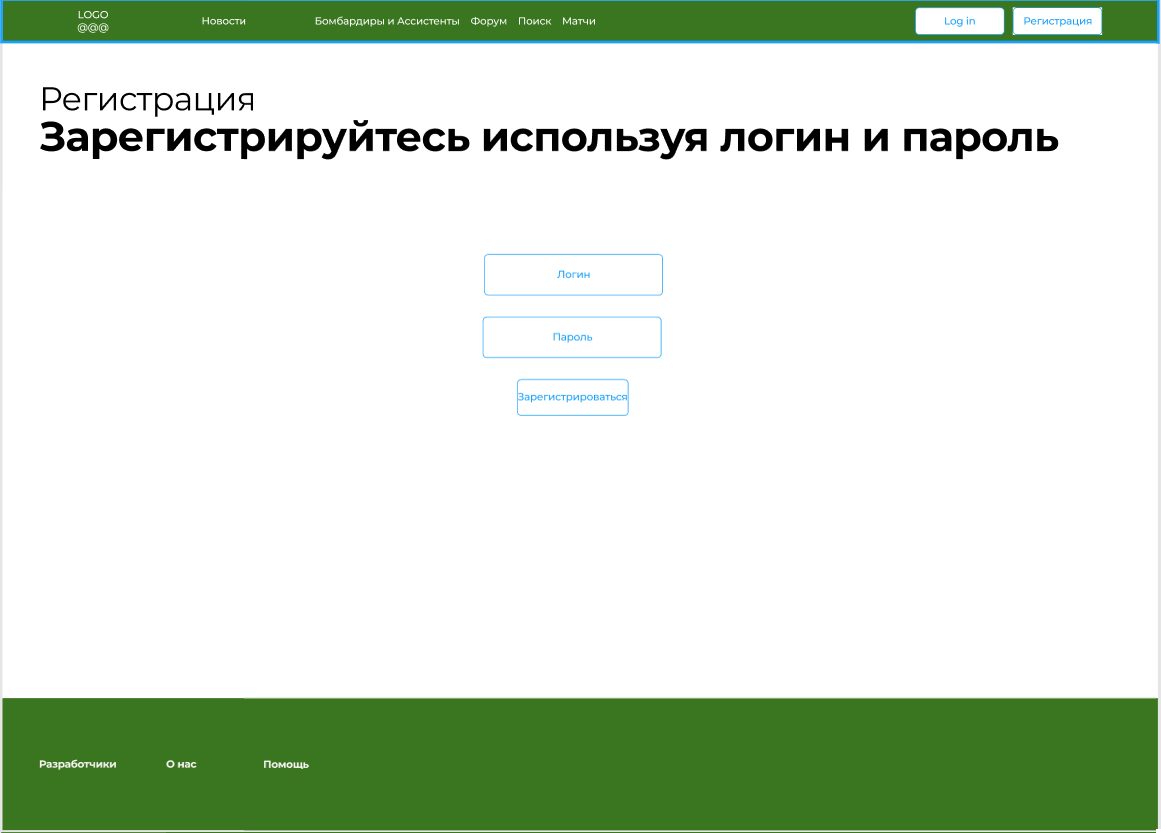 LOGO
@@@
Новости
Бомбардиры и Ассистенты
Форум
Поиск
Матчи
Log in
Регистрация
Регистрация
Зарегистрируйтесь используя логин и пароль
Логин
Пароль
Зарегистрироваться
Разработчики
О нас
Помощь